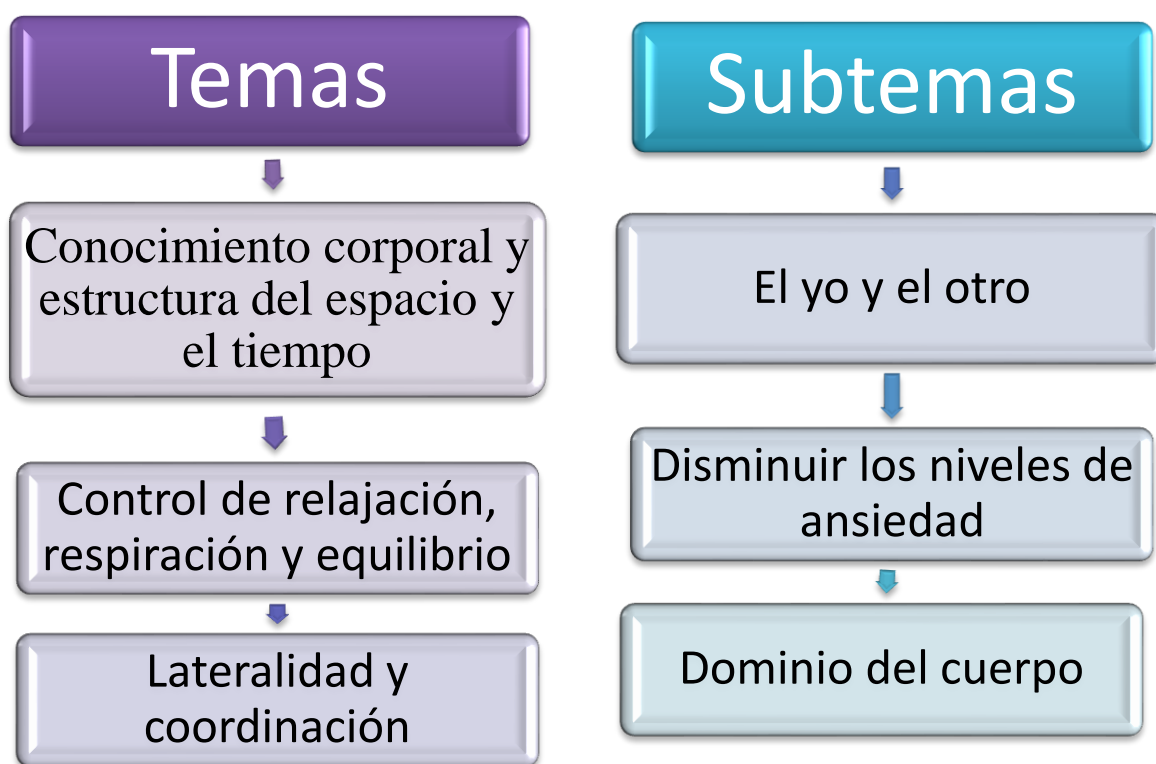 Temas
Conocimiento corporal y
estructura del espacio y
el tiempo
Control de relajación,
respiración y equilibrio
Lateralidad y
coordinación
Subtemas
El yo y el otro
Disminuir los niveles de
ansiedad
Dominio del cuerpo